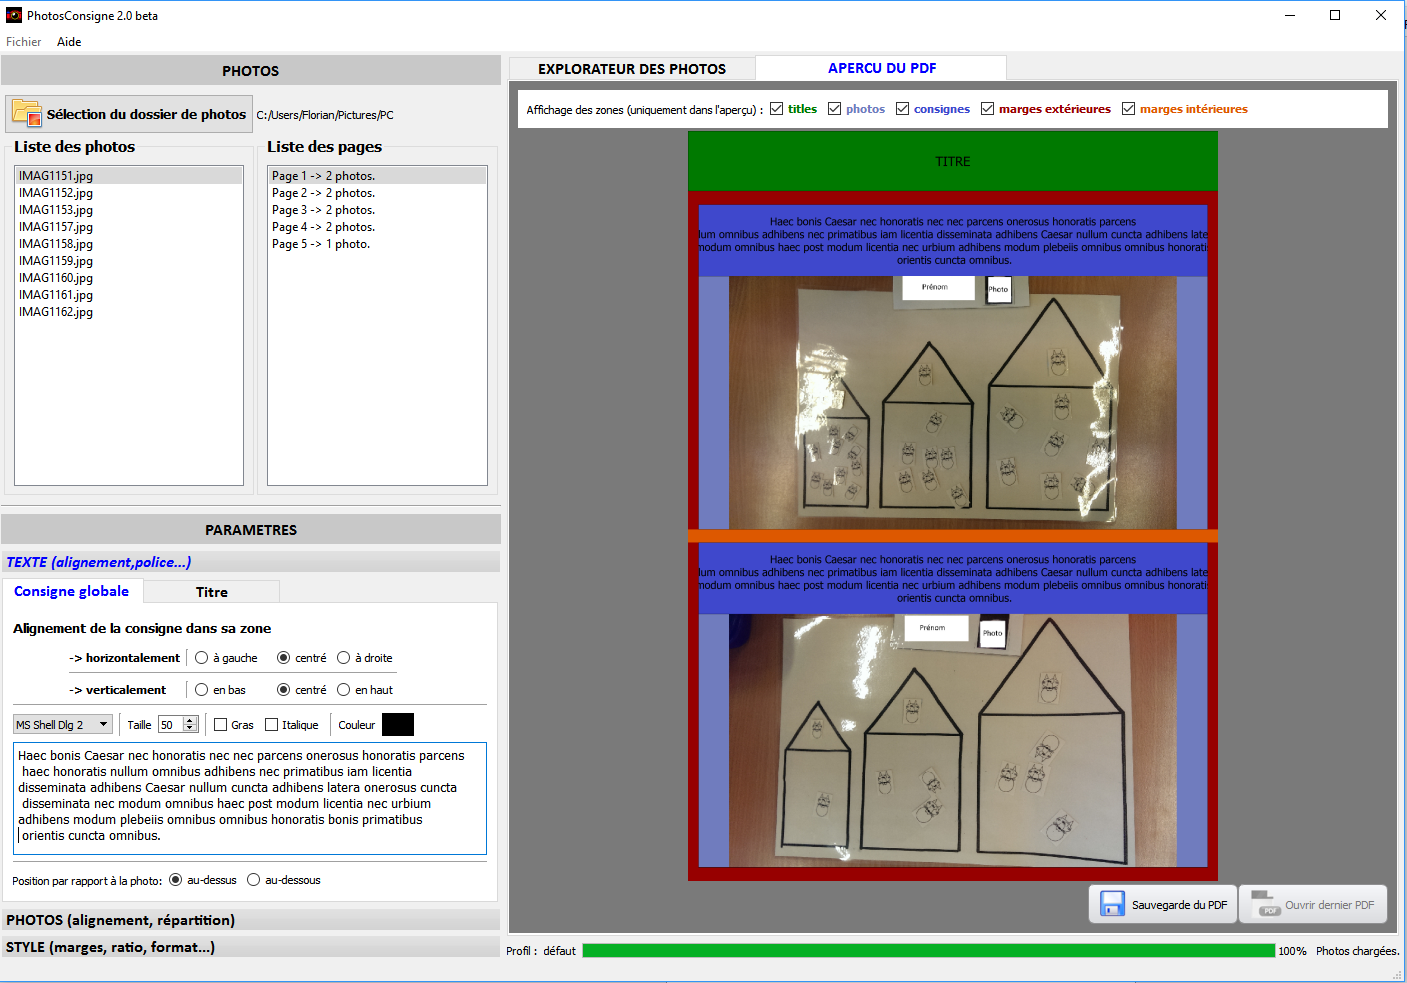 PhotosConsigne 2.0 beta
Fichier Aide
PHOTOS
Sélection du dossier de photos C:/Users/Florian/Pictures/PC
Liste des photos
IMAG1151.jpg
IMAG1152.jpg
IMAG1153.jpg
IMAG1157.jpg
IMAG1158.jpg
IMAG1159.jpg
IMAG1160.jpg
IMAG1161.jpg
IMAG1162.jpg
Liste des pages
Page 1 -> 2 photos.
Page 2 -> 2 photos.
Page 3 -> 2 photos.
Page 4 -> 2 photos.
Page 5 -> 1 photo.
PARAMETRES
TEXTE (alignement,police...)
Consigne globale Titre
Alignement de la consigne dans sa zone
-> horizontalement à gauche centré à droite
-> verticalement en bas centré en haut
MS Shell Dlg 2 Taille 50 Gras Italique Couleur
Haec bonis Caesar nec honoratis nec nec parcens onerosus honoratis parcens
haec honoratis nullum omnibus adhibens nec primatibus iam licentia
disseminata adhibens Caesar nullum cuncta adhibens latera onerosus cuncta
disseminata nec modum omnibus haec post modum licentia nec urbium
adhibens modum plebeiis omnibus omnibus honoratis bonis primatibus
orientis cuncta omnibus.
Position par rapport à la photo: au-dessus au-dessous
PHOTOS (alignement, répartition)
STYLE (marges, ratio, format...)
EXPLORATEUR DES PHOTOS APERCU DU PDF
Affichage des zones (uniquement dans l'aperçu) : titles photos consignes marges extérieures marges intérieures
TITRE
Haec bonis Caesar nec honoratis nec nec parcens onerosus honoratis parcens
lum omnibus adhibens nec primatibus iam licentia disseminata adhibens Caesar nullum cuncta adhibens late
modum omnibus haec post modum licentia nec urbium adhibens modum plebeiis omnibus omnibus honorati
orientis cuncta omnibus.
Prénom Photo
Haec bonis Caesar nec honoratis nec nec parcens onerosus honoratis parcens
lum omnibus adhibens nec primatibus iam licentia disseminata adhibens Caesar nullum cuncta adhibens late
modum omnibus haec post modum licentia nec urbium adhibens modum plebeiis omnibus omnibus honorati
orientis cuncta omnibus.
Prénom Photo
Sauvegarde du PDF PDF Ouvrir dernier PDF
Profil : défaut 100% Photos chargées.